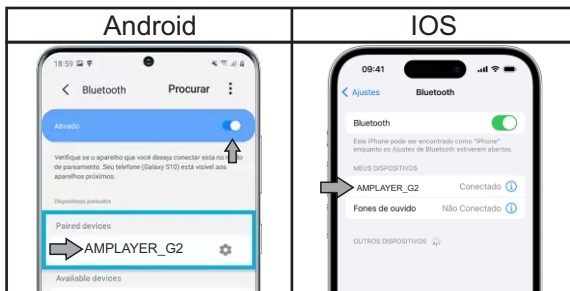 Android
IOS
18:59
Bluetooth Procurar
Ativado
Verifique se o aparelho que você deseja conectar esta no modo
de pareamento. Seu telefone (Galaxy S10) está visível aos
aparelhos próximos.
Dispositivos pareados
Paired devices
AMPLAYER_G2
Available devices
09:41
Ajustes Bluetooth
Bluetooth
Este iPhone pode ser encontrado como "iPhone"
enquanto os Ajustes de Bluetooth estiverem abertos.
MEUS DISPOSITIVOS
AMPLAYER_G2 Conectado
Fones de ouvido Não Conectado
OUTROS DISPOSITIVOS